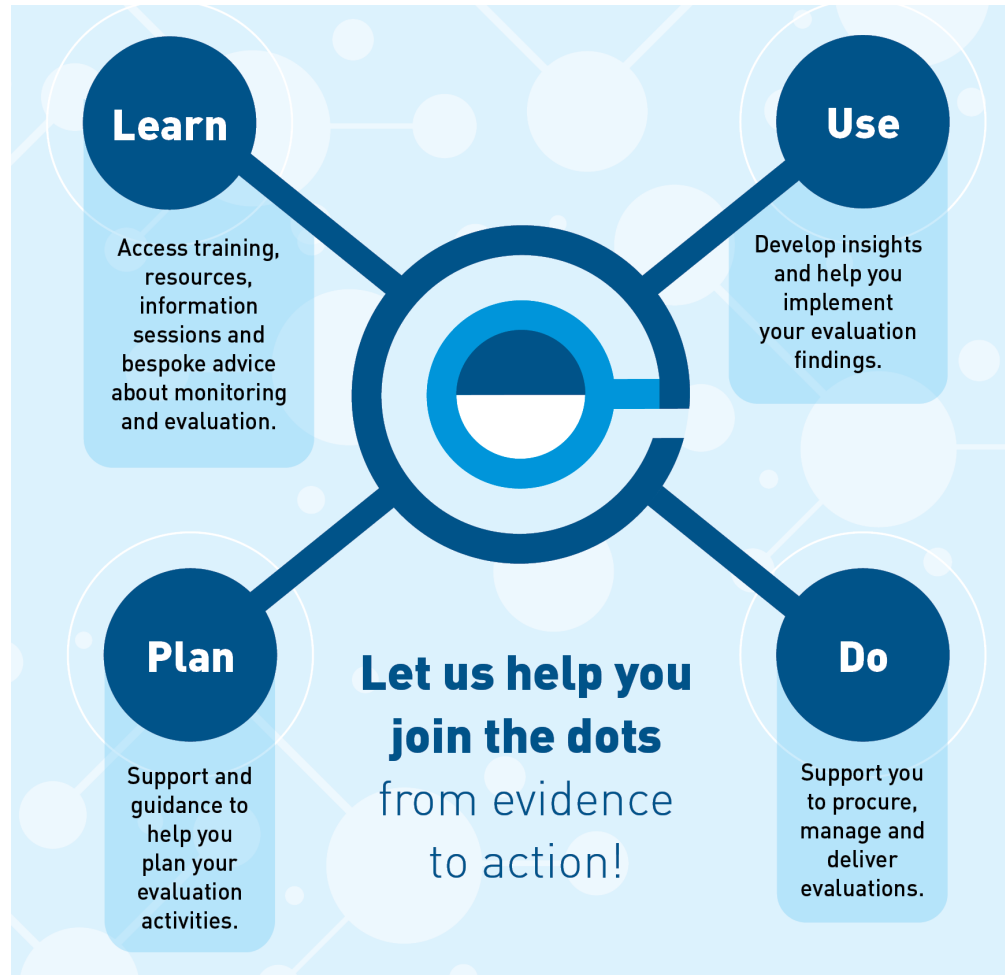 Learn
Access training,
resources,
information
sessions and
bespoke advice
about monitoring
and evaluation.
Use
Develop insights
and help you
implement
your evaluation
findings.
Plan
Support and
guidance to
help you
plan your
evaluation
activities.
Let us help you
join the dots
from evidence
to action!
Do
Support you
to procure,
manage and
deliver
evaluations.